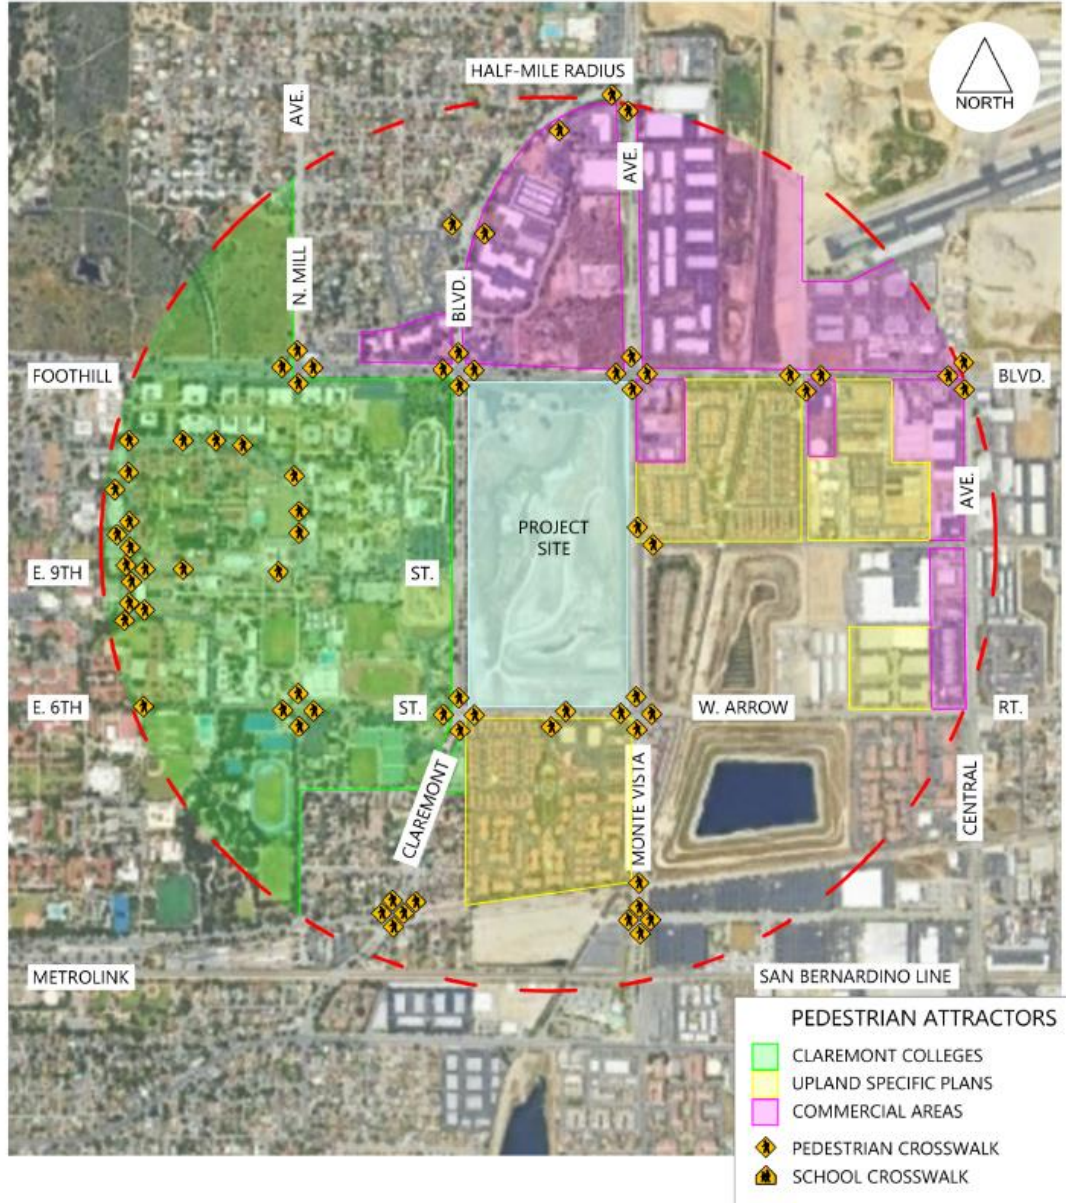 HALF-MILE RADIUS
NORTH
AVE.
AVE.
N. MILL
BLVD.
FOOTHILL
BLVD.
AVE.
PROJECT
SITE
E. 9TH
ST.
E. 6TH
ST.
W. ARROW
RT.
CLAREMONT
MONTE VISTA
CENTRAL
METROLINK
SAN BERNARDINO LINE
PEDESTRIAN ATTRACTORS
CLAREMONT COLLEGES
UPLAND SPECIFIC PLANS
COMMERCIAL AREAS
PEDESTRIAN CROSSWALK
SCHOOL CROSSWALK